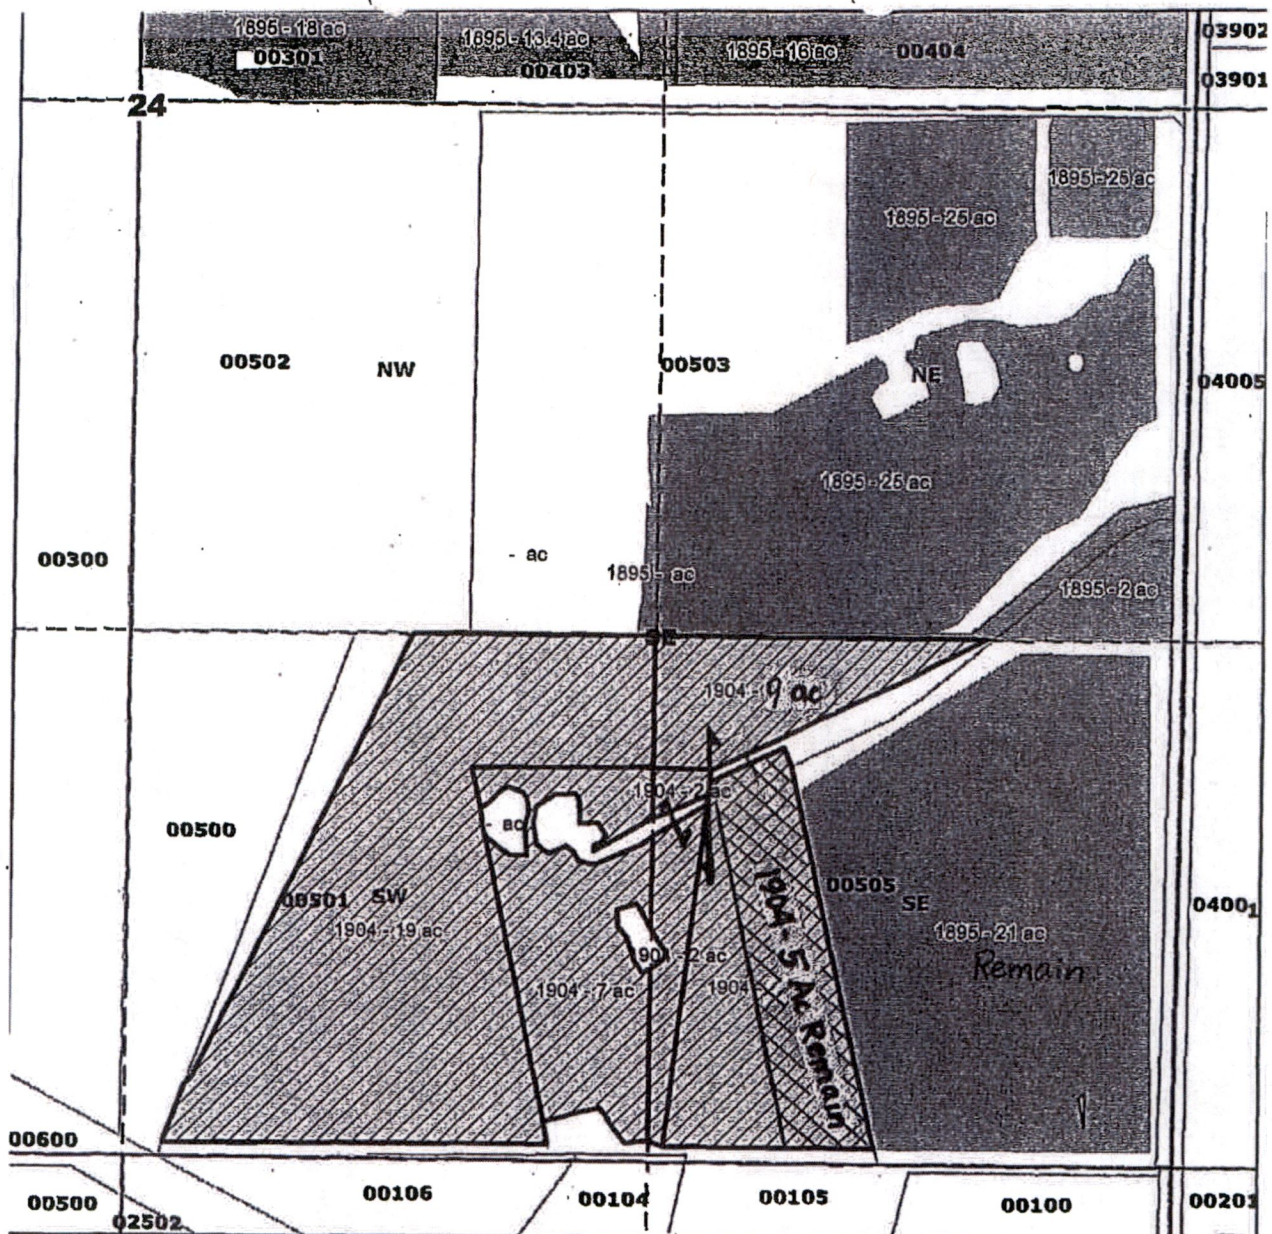 1895 - 18 ac
00301
1895 - 13.4 ac
00403
1895 - 16 ac
00404
03902
03901
24
1895 - 25 ac
1895 - 25 ac
00502
NW
00503
NE
04005
1895 - 25 ac
00300
- ac
1895 - ac
1895 - 2 ac
SE
1904 - 9 ac
1904 - 2 ac
- ac
00500
00501
SW
1904 - 19 ac
1904 - 5 Ac Remain
00505
SE
04001
1895 - 21 ac
Remain
1904 - 2 ac
1904 - 7 ac
1904 -
00600
00106
00104
00105
00100
00201
00500
02502